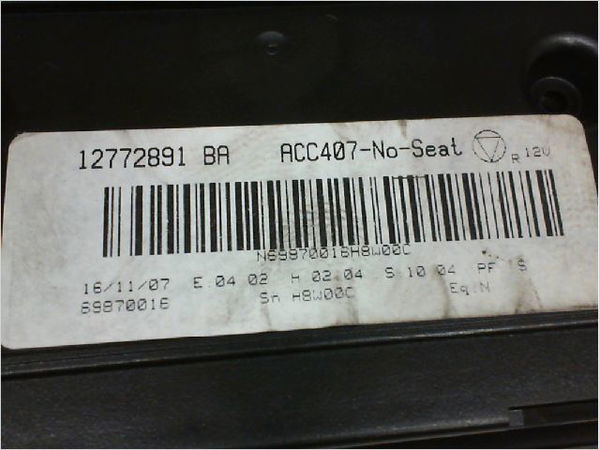 12772891 BA ACC407-No-Seat R 12V
N69870016H8W00C
16/11/07 E 04 02 H 02.04 S 10 04 PF $
69870016 Sn H8W00C Eq.N